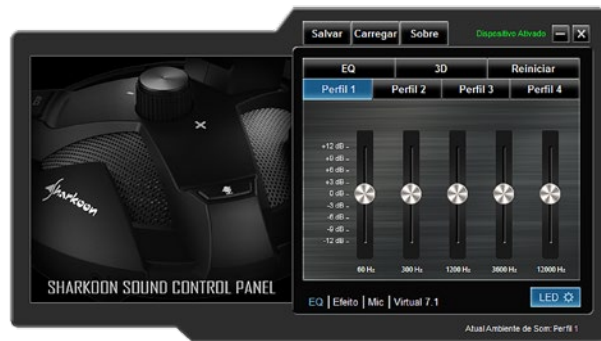 Salvar Carregar Sobre Dispositivo Ativado
EQ 3D Reiniciar
Perfil 1 Perfil 2 Perfil 3 Perfil 4
+12 dB
+9 dB
+6 dB
+3 dB
0 dB
-3 dB
-6 dB
-9 dB
-12 dB
60 Hz 300 Hz 1200 Hz 3600 Hz 12000 Hz
Sharkoon
SHARKOON SOUND CONTROL PANEL
EQ Efeito Mic Virtual 7.1
LED
Atual Ambiente de Som: Perfil 1